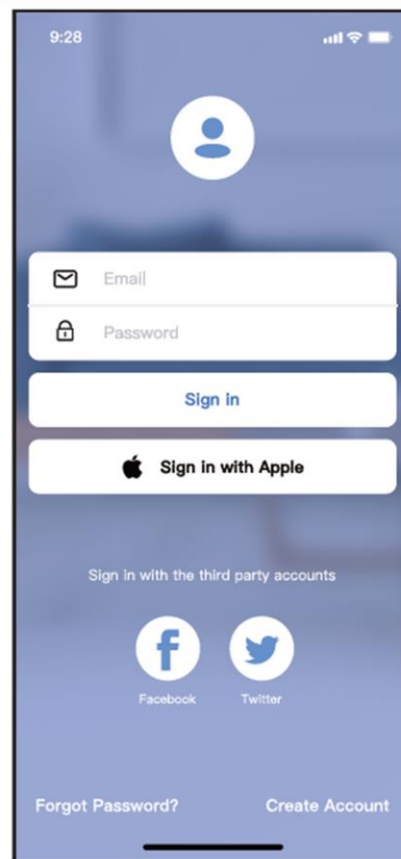 9:28
Email
Password
Sign in
Sign in with Apple
Sign in with the third party accounts
Facebook
Twitter
Forgot Password?
Create Account